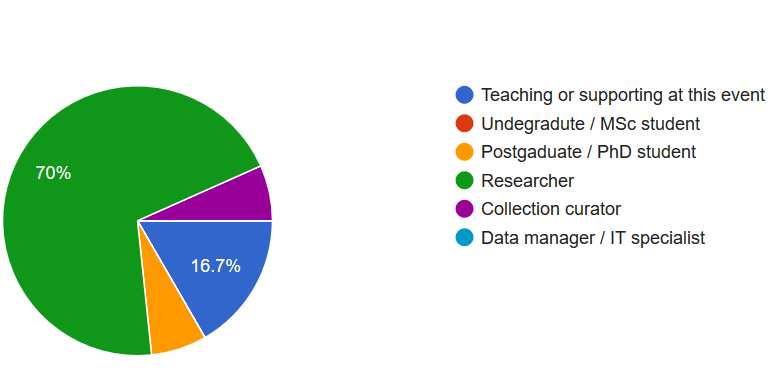 70%
16.7%
Teaching or supporting at this event
Undegradute / MSc student
Postgaduate / PhD student
Researcher
Collection curator
Data manager / IT specialist